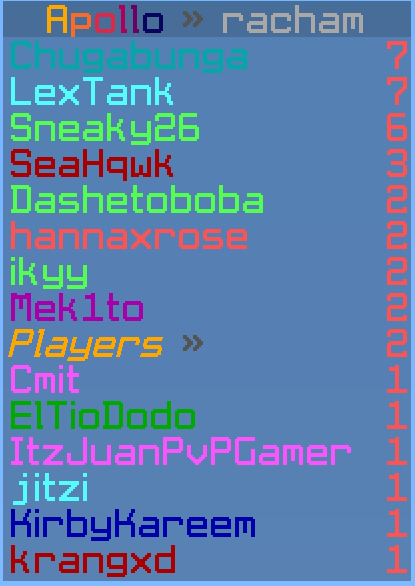 Apollo » racham
Chugabunga 7
LexTank 7
Sneaky26 6
SeaHqwk 3
Dashetoboba 2
hannaxrose 2
ikyy 2
Mek1to 2
Players » 2
Cmit 1
ElTioDodo 1
ItzJuanPvPGamer 1
jitzi 1
KirbyKareem 1
krangxd 1